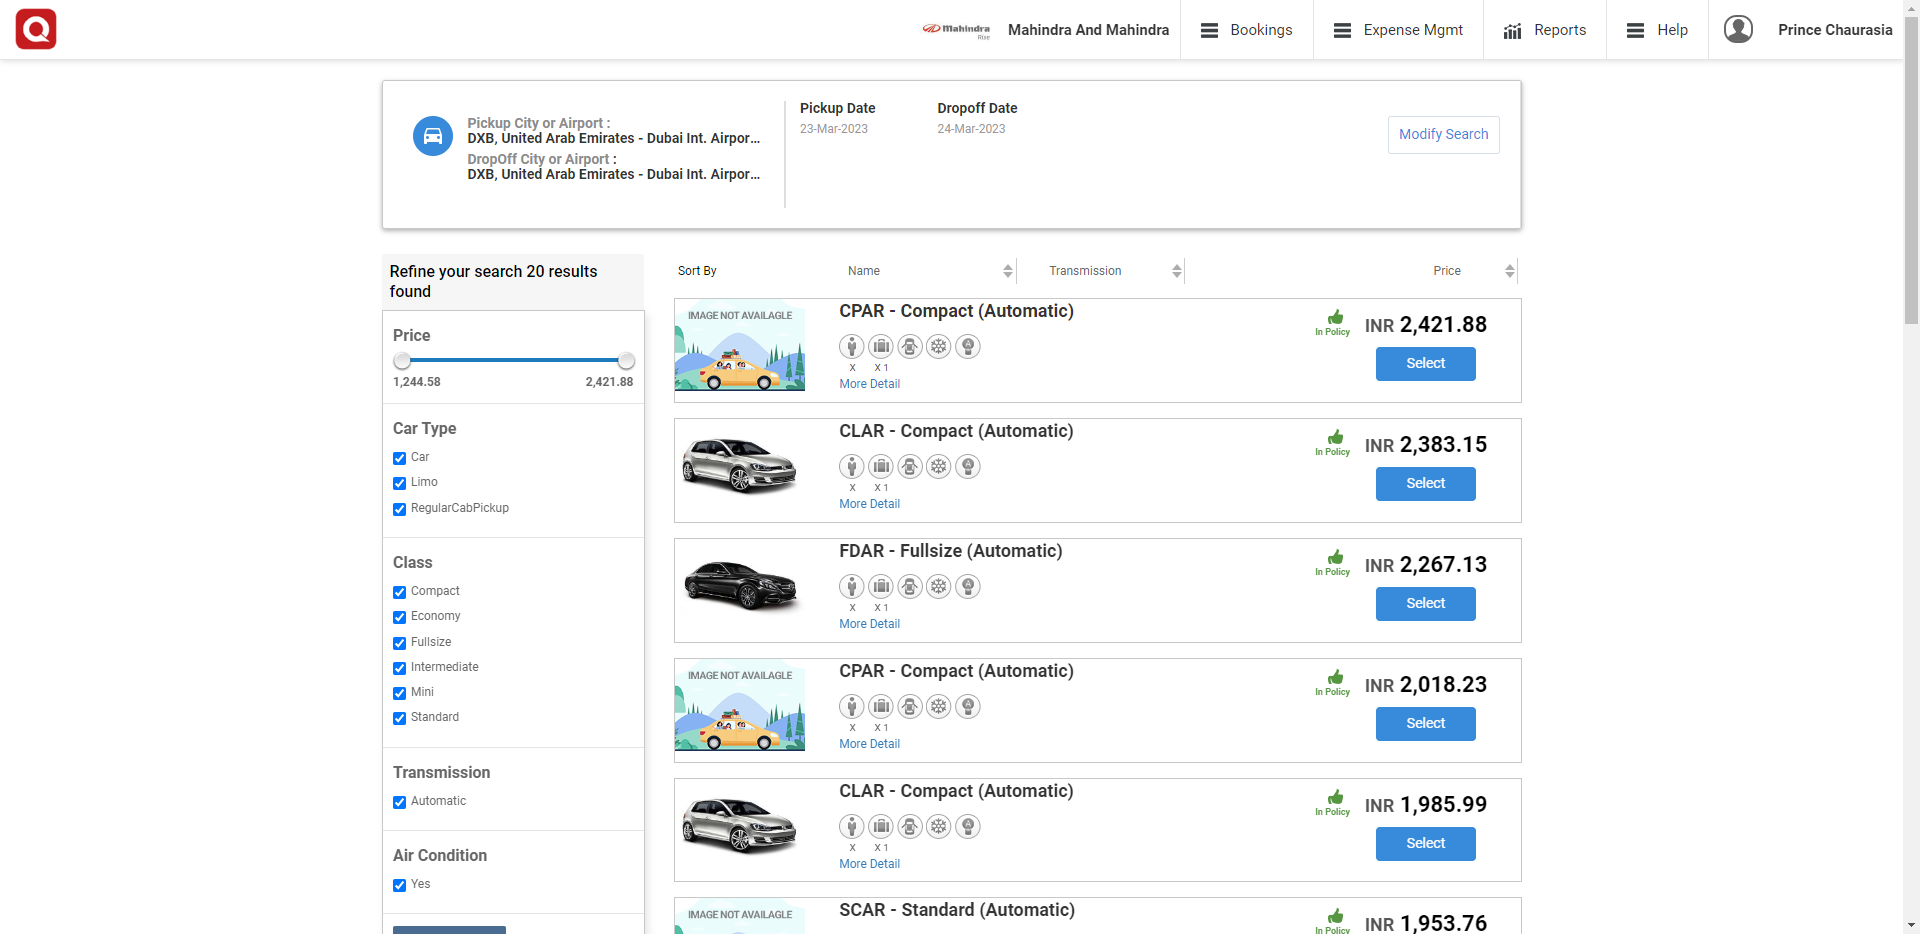 Q
Mahindra
Rise
Mahindra And Mahindra
Bookings
Expense Mgmt
Reports
Help
Prince Chaurasia
Pickup City or Airport :
DXB, United Arab Emirates - Dubai Int. Airpor...
DropOff City or Airport :
DXB, United Arab Emirates - Dubai Int. Airpor...
Pickup Date
23-Mar-2023
Dropoff Date
24-Mar-2023
Modify Search
Refine your search 20 results
found
Price
1,244.58
2,421.88
Car Type
Car
Limo
RegularCabPickup
Class
Compact
Economy
Fullsize
Intermediate
Mini
Standard
Transmission
Automatic
Air Condition
Yes
Sort By
Name
Transmission
Price
IMAGE NOT AVAILAGLE
CPAR - Compact (Automatic)
X
X 1
More Detail
In Policy
INR 2,421.88
Select
CLAR - Compact (Automatic)
X
X 1
More Detail
In Policy
INR 2,383.15
Select
FDAR - Fullsize (Automatic)
X
X 1
More Detail
In Policy
INR 2,267.13
Select
IMAGE NOT AVAILAGLE
CPAR - Compact (Automatic)
X
X 1
More Detail
In Policy
INR 2,018.23
Select
CLAR - Compact (Automatic)
X
X 1
More Detail
In Policy
INR 1,985.99
Select
IMAGE NOT AVAILAGLE
SCAR - Standard (Automatic)
In Policy
INR 1,953.76